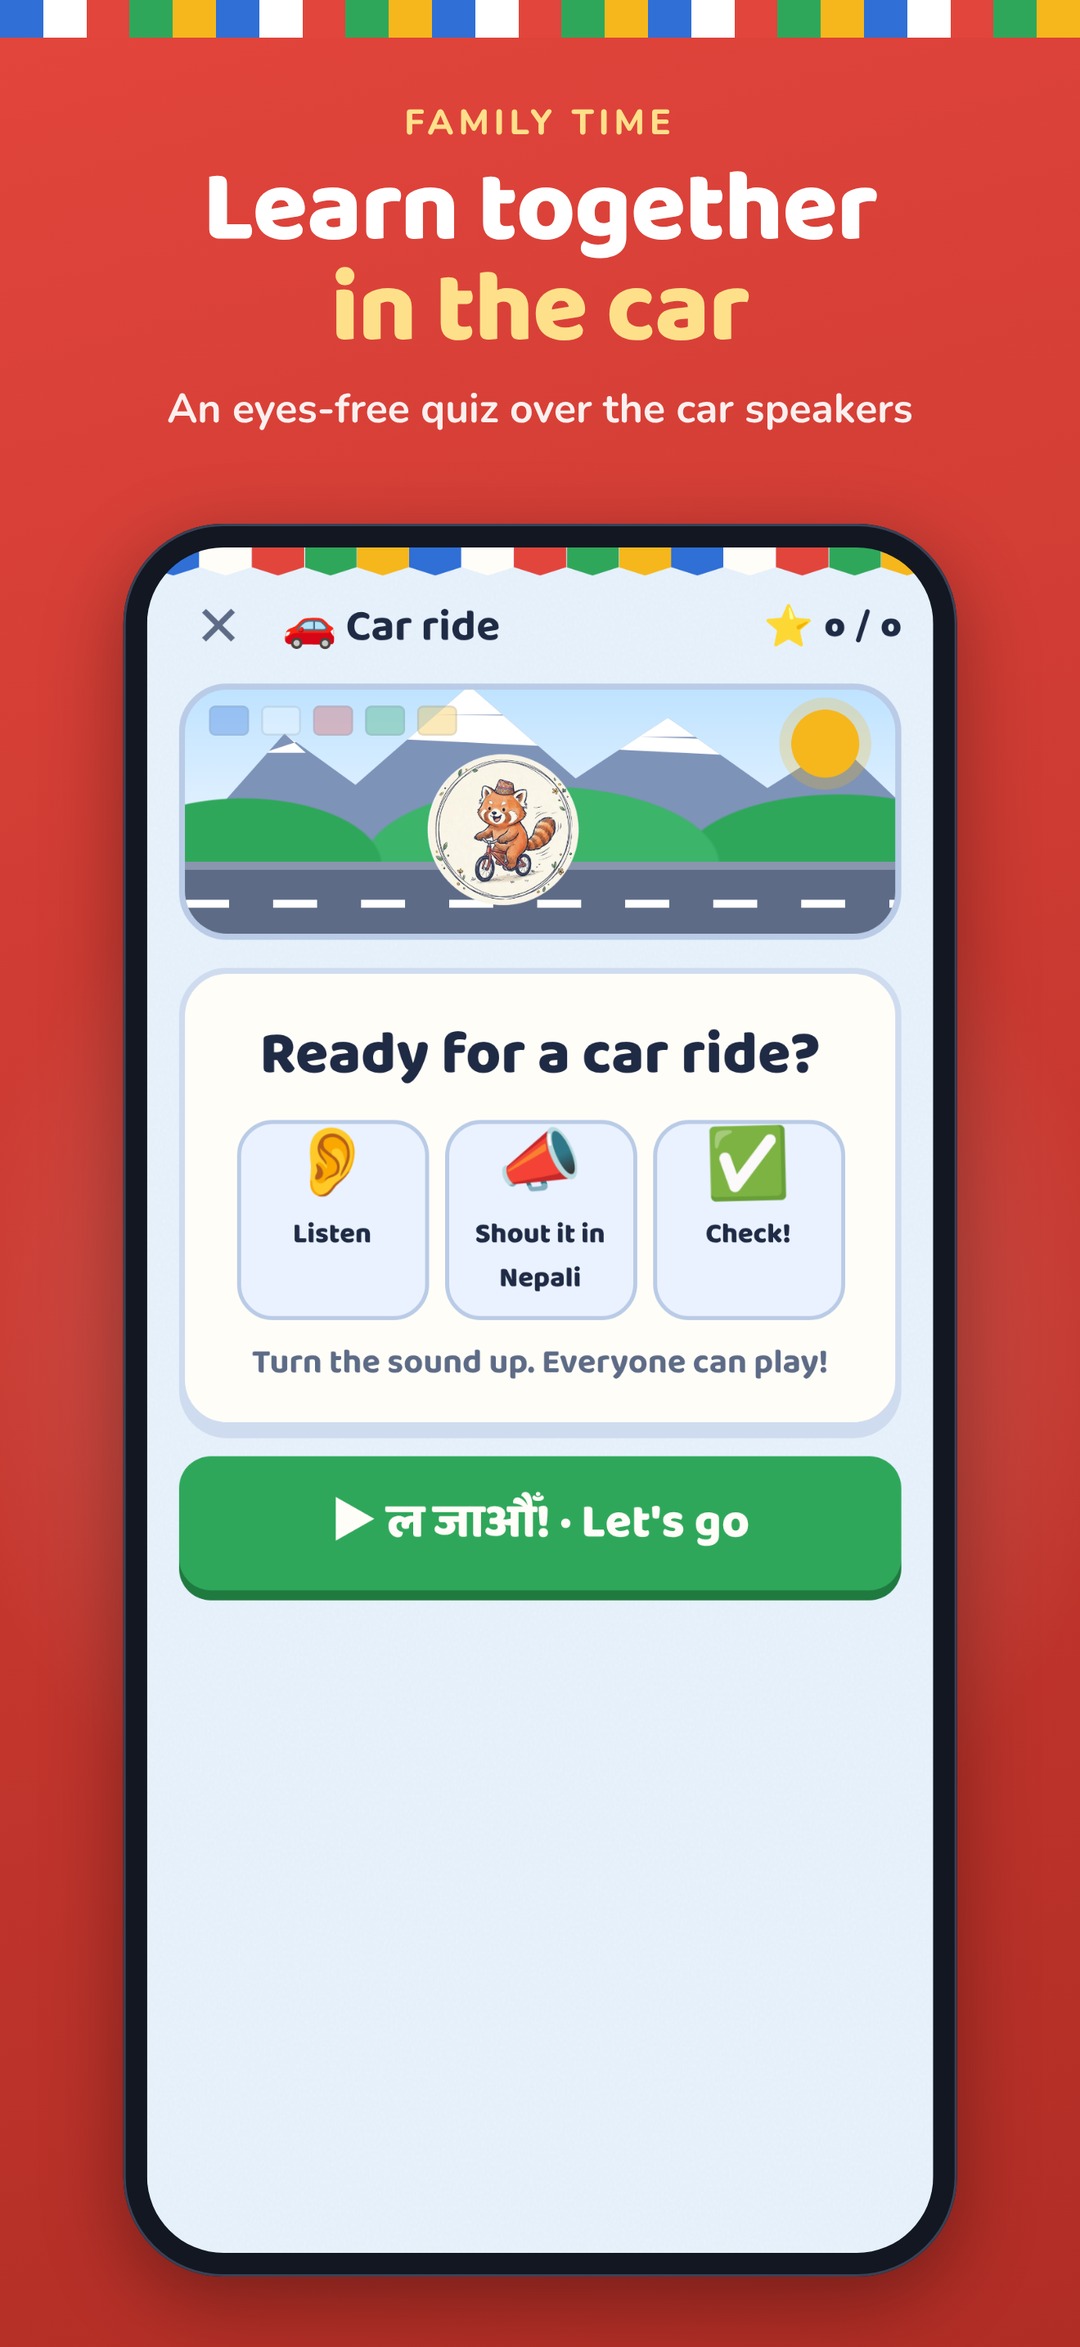 FAMILY TIME
Learn together
in the car
An eyes-free quiz over the car speakers
Car ride
0 / 0
Ready for a car ride?
Listen
Shout it in
Nepali
Check!
Turn the sound up. Everyone can play!
ल जाऔँ! · Let's go